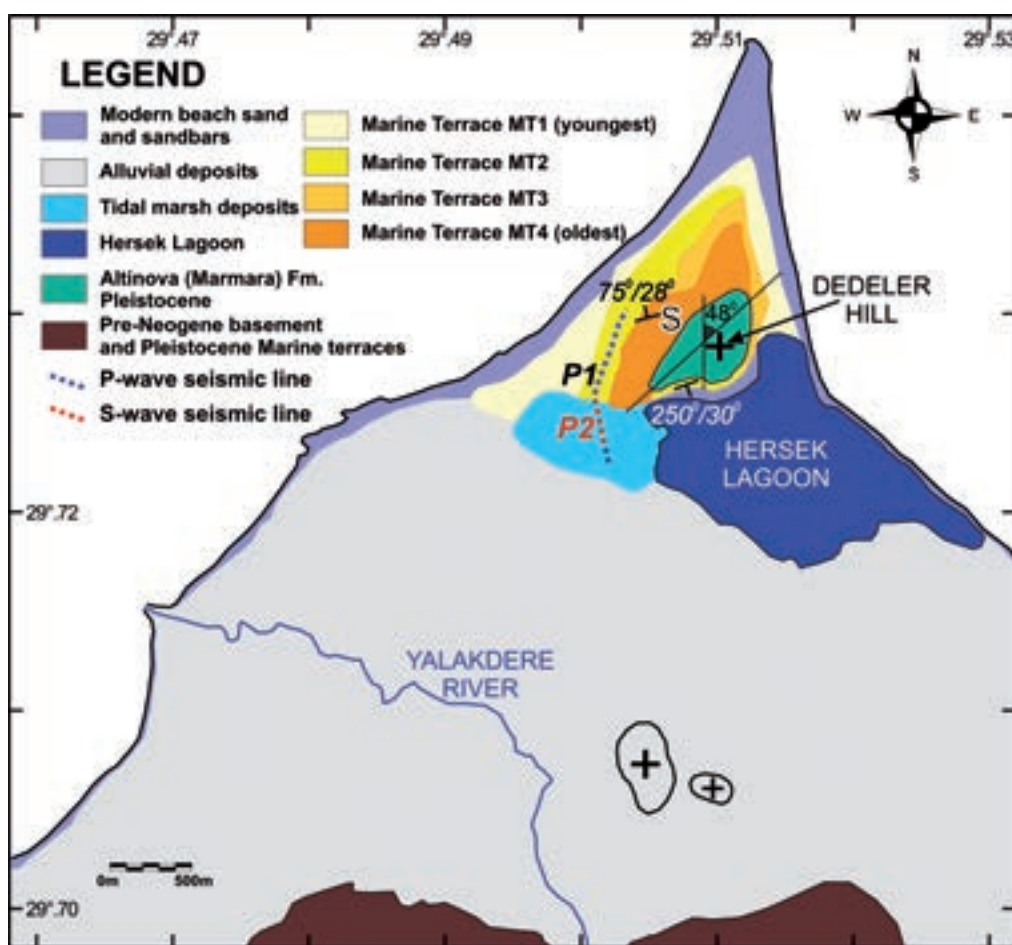 29°.47
29°.49
29°.51
29°.53
LEGEND
Modern beach sand
and sandbars
Alluvial deposits
Tidal marsh deposits
Hersek Lagoon
Altinova (Marmara) Fm.
Pleistocene
Pre-Neogene basement
and Pleistocene Marine terraces
P-wave seismic line
S-wave seismic line
Marine Terrace MT1 (youngest)
Marine Terrace MT2
Marine Terrace MT3
Marine Terrace MT4 (oldest)
N
W
E
S
75°/28°
S
48°
DEDELER
HILL
P1
250°/30°
P2
HERSEK
LAGOON
29°.72
YALAKDERE
RIVER
0m
500m
29°.70